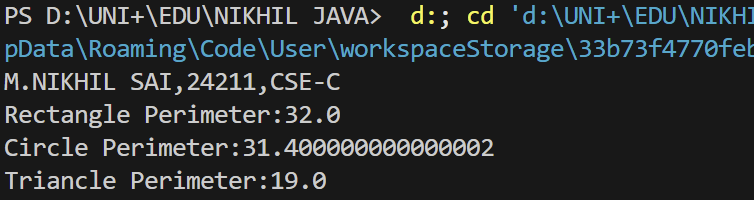 PS D:\UNI+\EDU\NIKHIL JAVA>  d:; cd 'd:\UNI+\EDU\NIKHI
pData\Roaming\Code\User\workspaceStorage\33b73f4770feb
M.NIKHIL SAI,24211,CSE-C
Rectangle Perimeter:32.0
Circle Perimeter:31.400000000000002
Triancle Perimeter:19.0